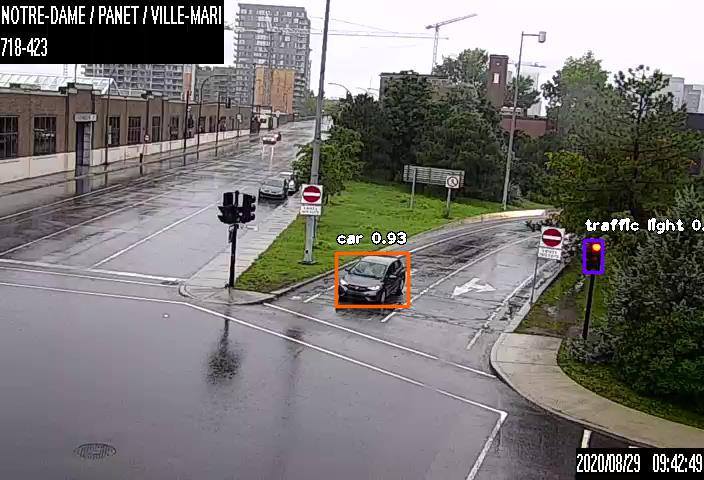 NOTRE-DAME / PANET / VILLE-MARI
718-423
car 0.93
traffic light 0.
2020/08/29 09:42:49